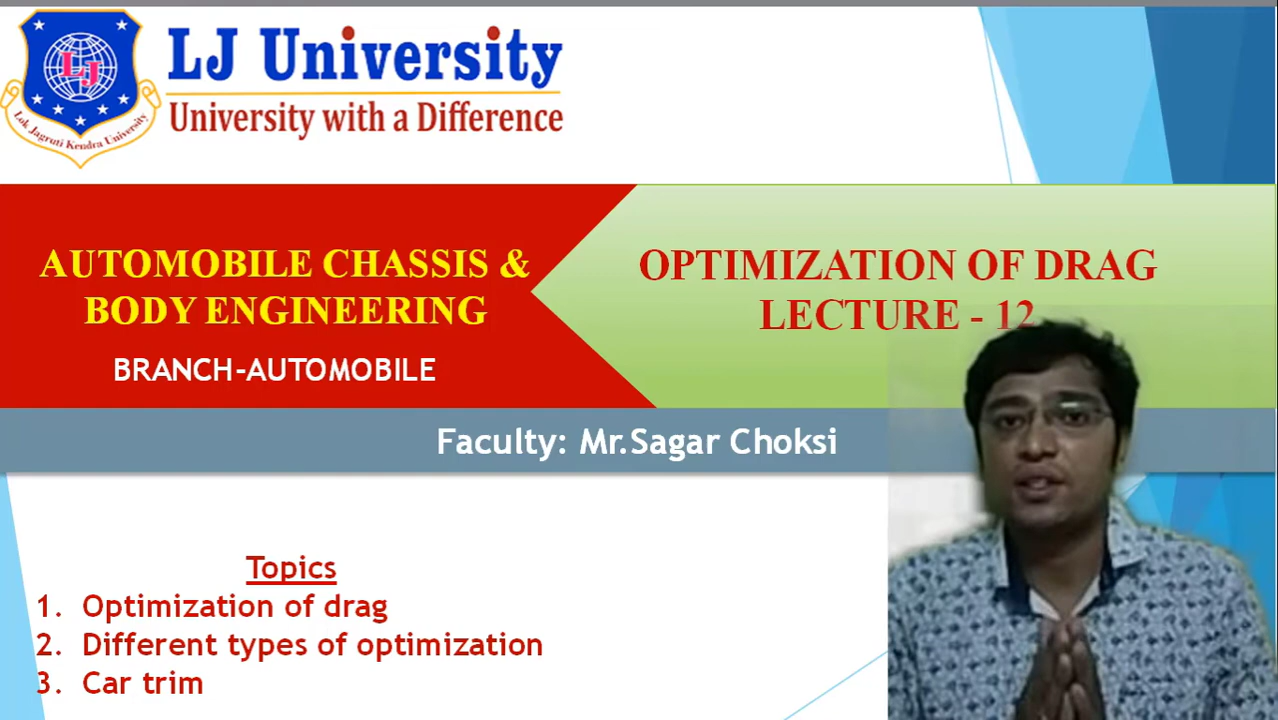 LJ University
University with a Difference
LJ
Lok Jagruti Kendra University
AUTOMOBILE CHASSIS &
BODY ENGINEERING
BRANCH-AUTOMOBILE
OPTIMIZATION OF DRAG
LECTURE - 12
Faculty: Mr.Sagar Choksi
Topics
1. Optimization of drag
2. Different types of optimization
3. Car trim